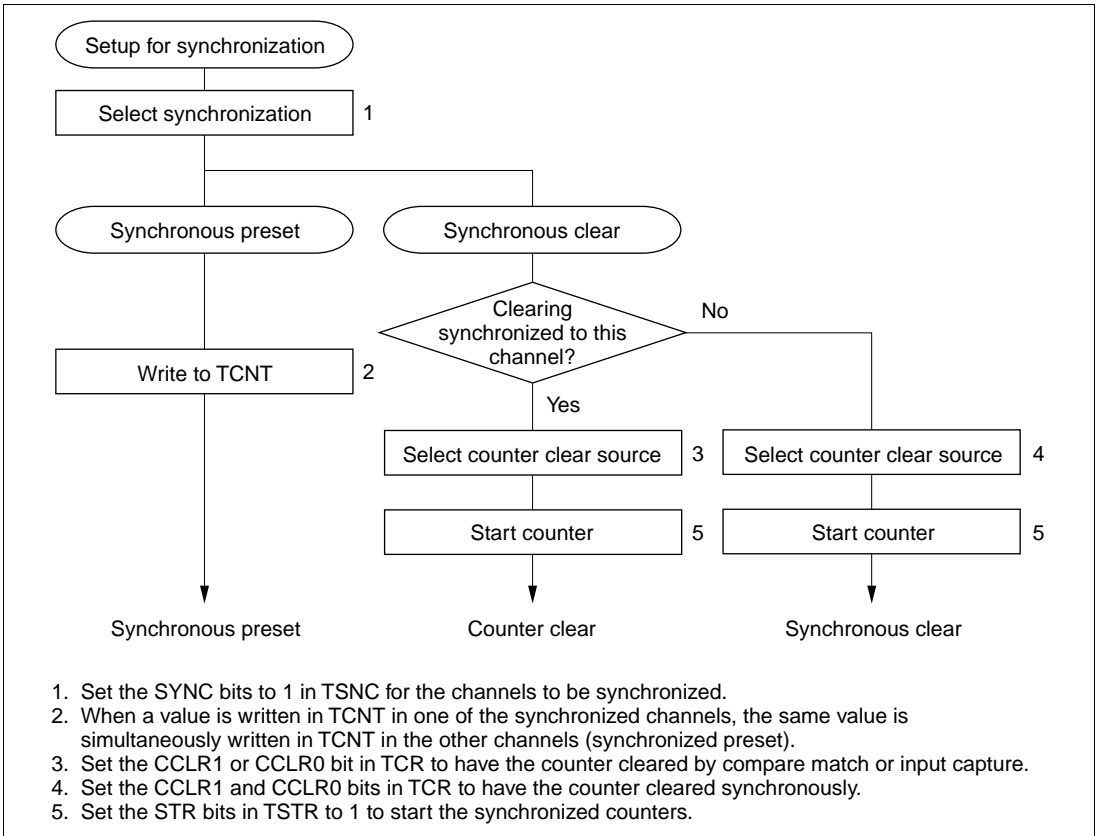 Setup for synchronization
Select synchronization 1
Synchronous preset
Synchronous clear
Clearing
synchronized to this
channel?
No
Write to TCNT 2
Yes
Select counter clear source 3
Select counter clear source 4
Start counter 5
Start counter 5
Synchronous preset
Counter clear
Synchronous clear
1. Set the SYNC bits to 1 in TSNC for the channels to be synchronized.
2. When a value is written in TCNT in one of the synchronized channels, the same value is
simultaneously written in TCNT in the other channels (synchronized preset).
3. Set the CCLR1 or CCLR0 bit in TCR to have the counter cleared by compare match or input capture.
4. Set the CCLR1 and CCLR0 bits in TCR to have the counter cleared synchronously.
5. Set the STR bits in TSTR to 1 to start the synchronized counters.